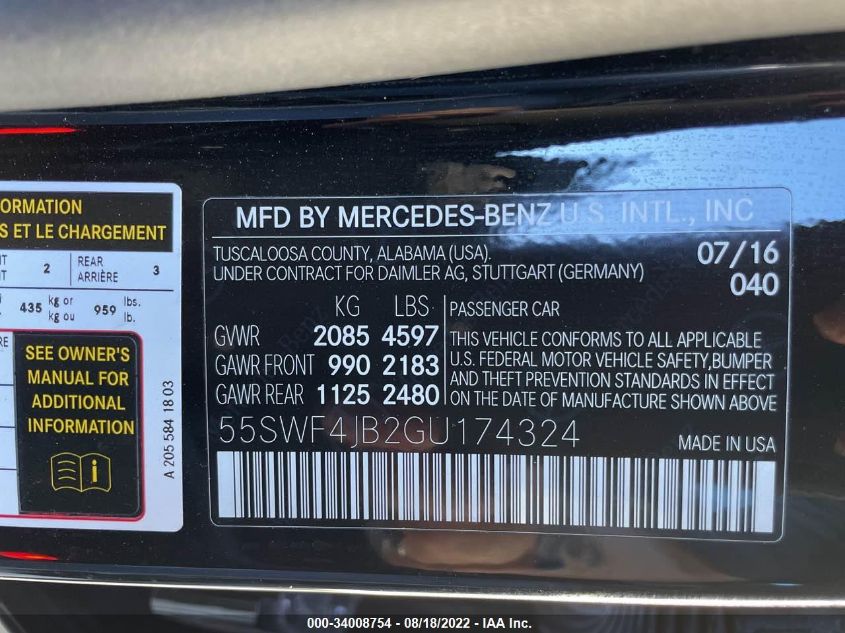 ORMATION
S ET LE CHARGEMENT
2
REAR
ARRIÈRE
3
435 kg or
kg ou
959 lbs.
lb.
SEE OWNER'S
MANUAL FOR
ADDITIONAL
INFORMATION
A 205 584 18 03
MFD BY MERCEDES-BENZ U.S. INTL., INC
TUSCALOOSA COUNTY, ALABAMA (USA).
UNDER CONTRACT FOR DAIMLER AG, STUTTGART (GERMANY)
07/16
040
KG LBS
GVWR 2085 4597
GAWR FRONT 990 2183
GAWR REAR 1125 2480
PASSENGER CAR
THIS VEHICLE CONFORMS TO ALL APPLICABLE
U.S. FEDERAL MOTOR VEHICLE SAFETY,BUMPER
AND THEFT PREVENTION STANDARDS IN EFFECT
ON THE DATE OF MANUFACTURE SHOWN ABOVE
55SWF4JB2GU174324
MADE IN USA
000-34008754 - 08/18/2022 - IAA Inc.